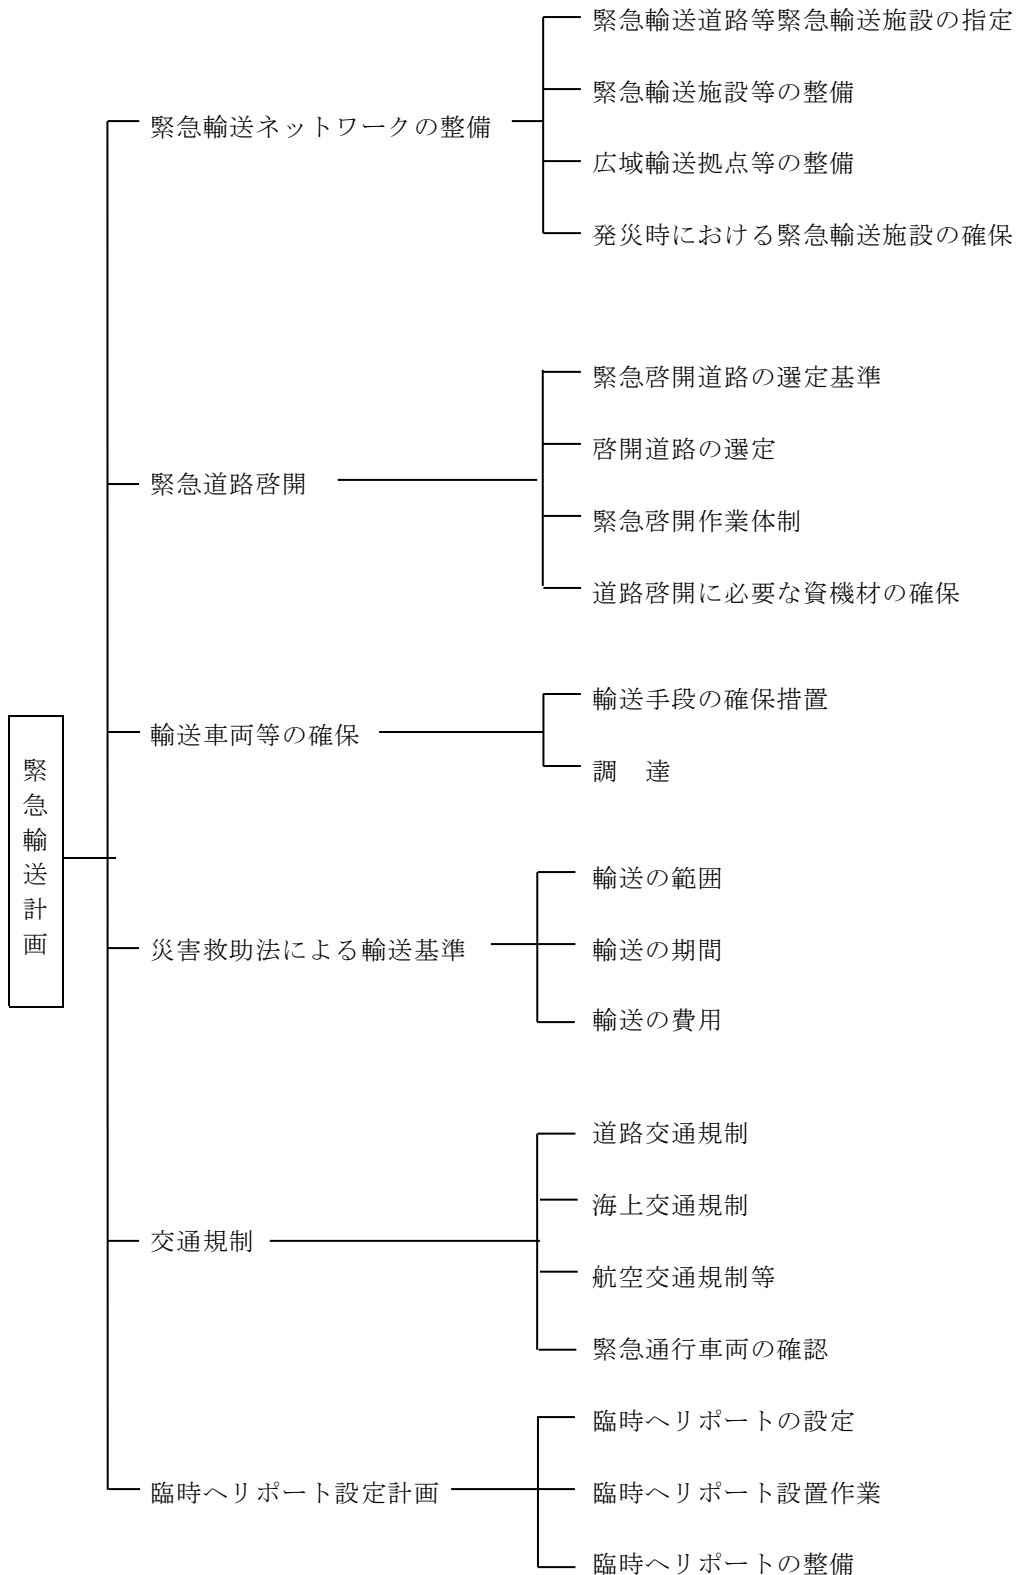 緊急輸送計画
緊急輸送ネットワークの整備
緊急輸送道路等緊急輸送施設の指定
緊急輸送施設等の整備
広域輸送拠点等の整備
発災時における緊急輸送施設の確保
緊急道路啓開
緊急啓開道路の選定基準
啓開道路の選定
緊急啓開作業体制
道路啓開に必要な資機材の確保
輸送車両等の確保
輸送手段の確保措置
調　達
災害救助法による輸送基準
輸送の範囲
輸送の期間
輸送の費用
交通規制
道路交通規制
海上交通規制
航空交通規制等
緊急通行車両の確認
臨時ヘリポート設定計画
臨時ヘリポートの設定
臨時ヘリポート設置作業
臨時ヘリポートの整備